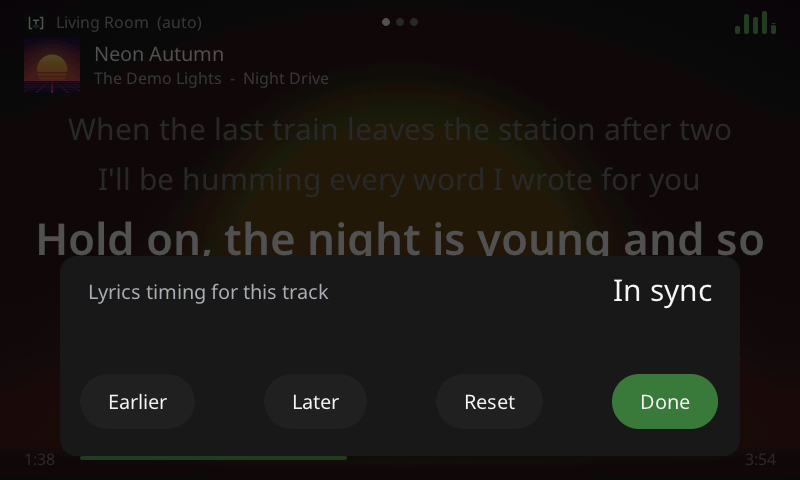 [T] Living Room (auto)
Neon Autumn
The Demo Lights - Night Drive
When the last train leaves the station after two
I'll be humming every word I wrote for you
Hold on, the night is young and so
Lyrics timing for this track
In sync
Earlier
Later
Reset
Done
1:38
3:54